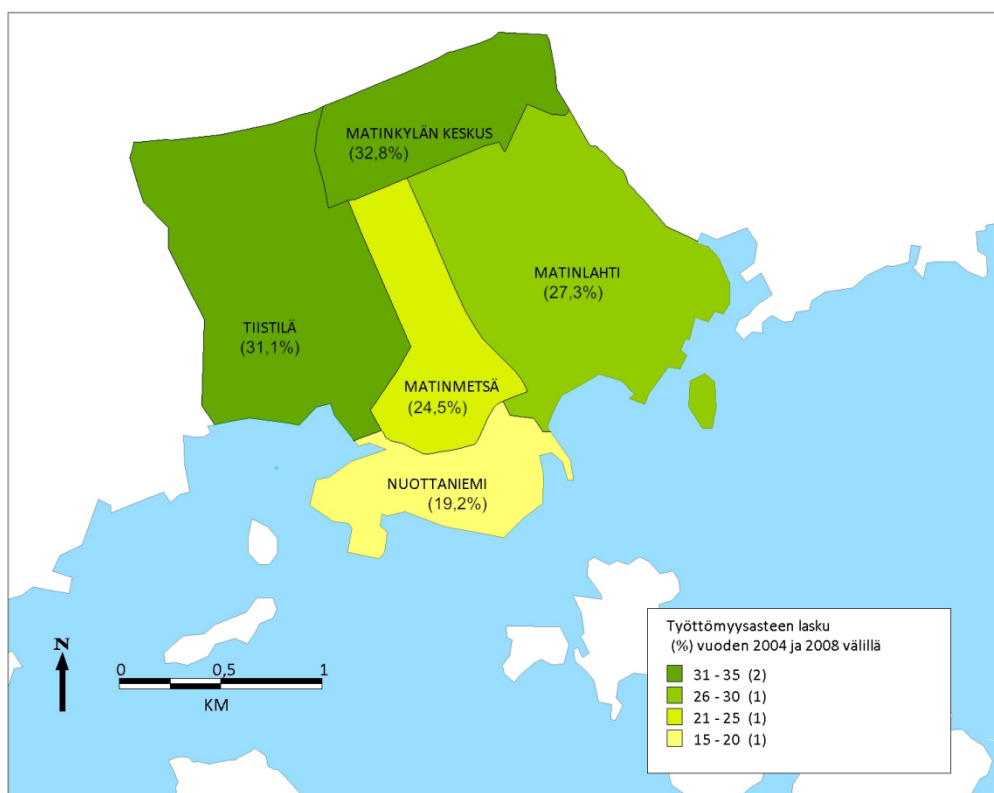 MATINKYLÄN KESKUS
(32,8%)
MATINLAHTI
(27,3%)
TIISTILÄ
(31,1%)
MATINMETSÄ
(24,5%)
NUOTTANIEMI
(19,2%)
N
0 0,5 1
KM
Työttömyysasteen lasku
(%) vuoden 2004 ja 2008 välillä
31 - 35 (2)
26 - 30 (1)
21 - 25 (1)
15 - 20 (1)